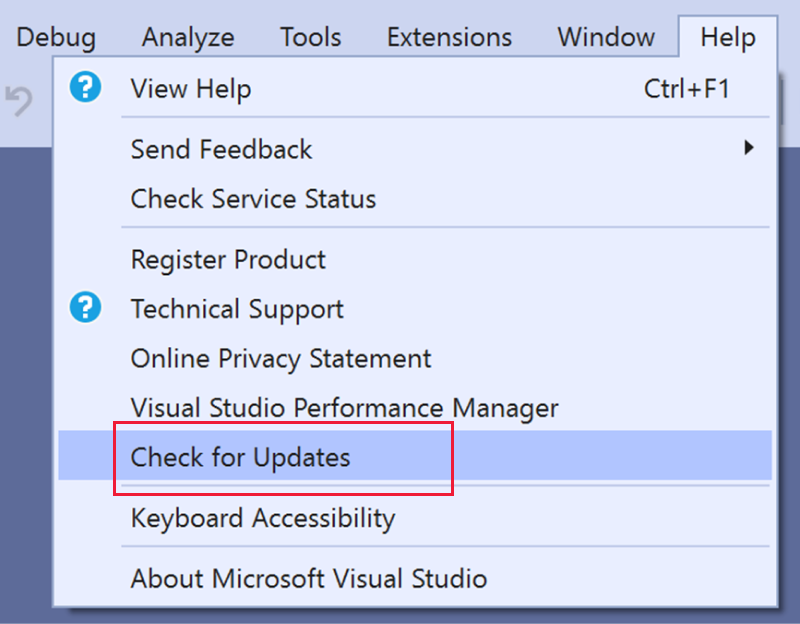 Debug Analyze Tools Extensions Window Help
? View Help Ctrl+F1
Send Feedback
Check Service Status
Register Product
? Technical Support
Online Privacy Statement
Visual Studio Performance Manager
Check for Updates
Keyboard Accessibility
About Microsoft Visual Studio